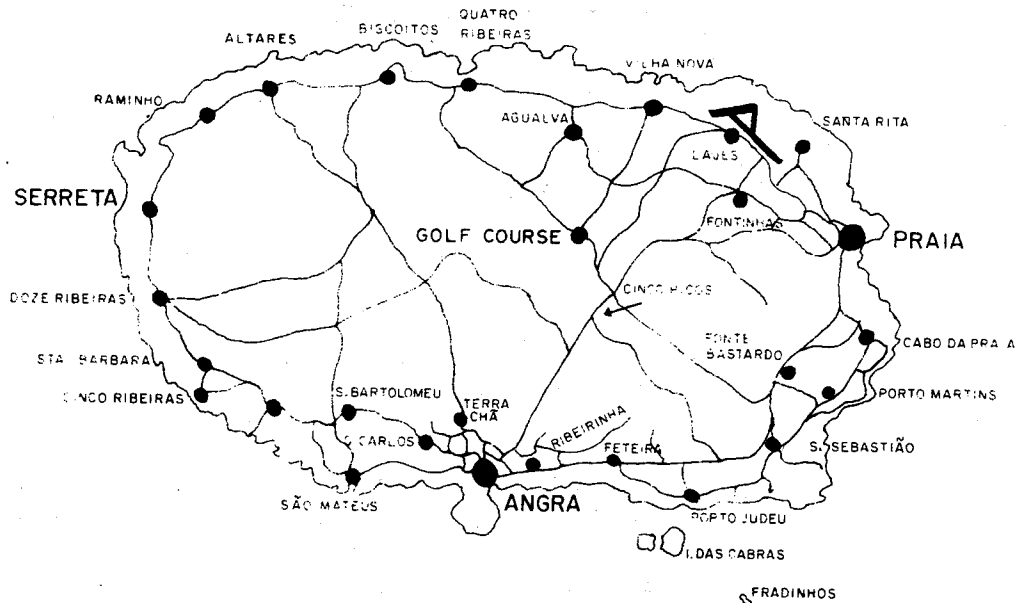 QUATRO
RIBEIRAS
BISCOITOS
ALTARES
VILHA NOVA
RAMINHO
AGUALVA
SANTA RITA
LAJES
SERRETA
FONTINHAS
GOLF COURSE
PRAIA
CINCO PICOS
DOZE RIBEIRAS
FONTE
BASTARDO
CABO DA PRAIA
STA. BARBARA
CINCO RIBEIRAS
S. BARTOLOMEU
TERRA
CHÃ
PORTO MARTINS
RIBEIRINHA
S. CARLOS
FETEIRA
S. SEBASTIÃO
SÃO MATEUS
ANGRA
PORTO JUDEU
I. DAS CABRAS
FRADINHOS